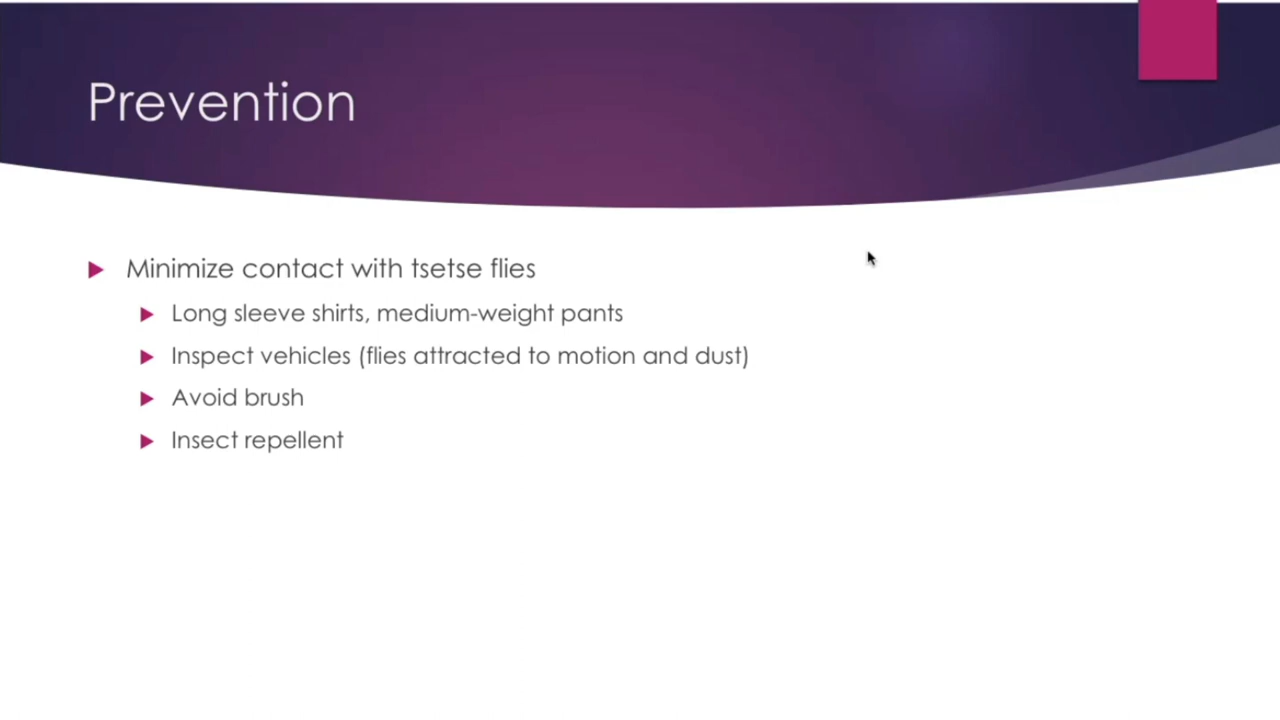 Prevention
Minimize contact with tsetse flies
Long sleeve shirts, medium-weight pants
Inspect vehicles (flies attracted to motion and dust)
Avoid brush
Insect repellent